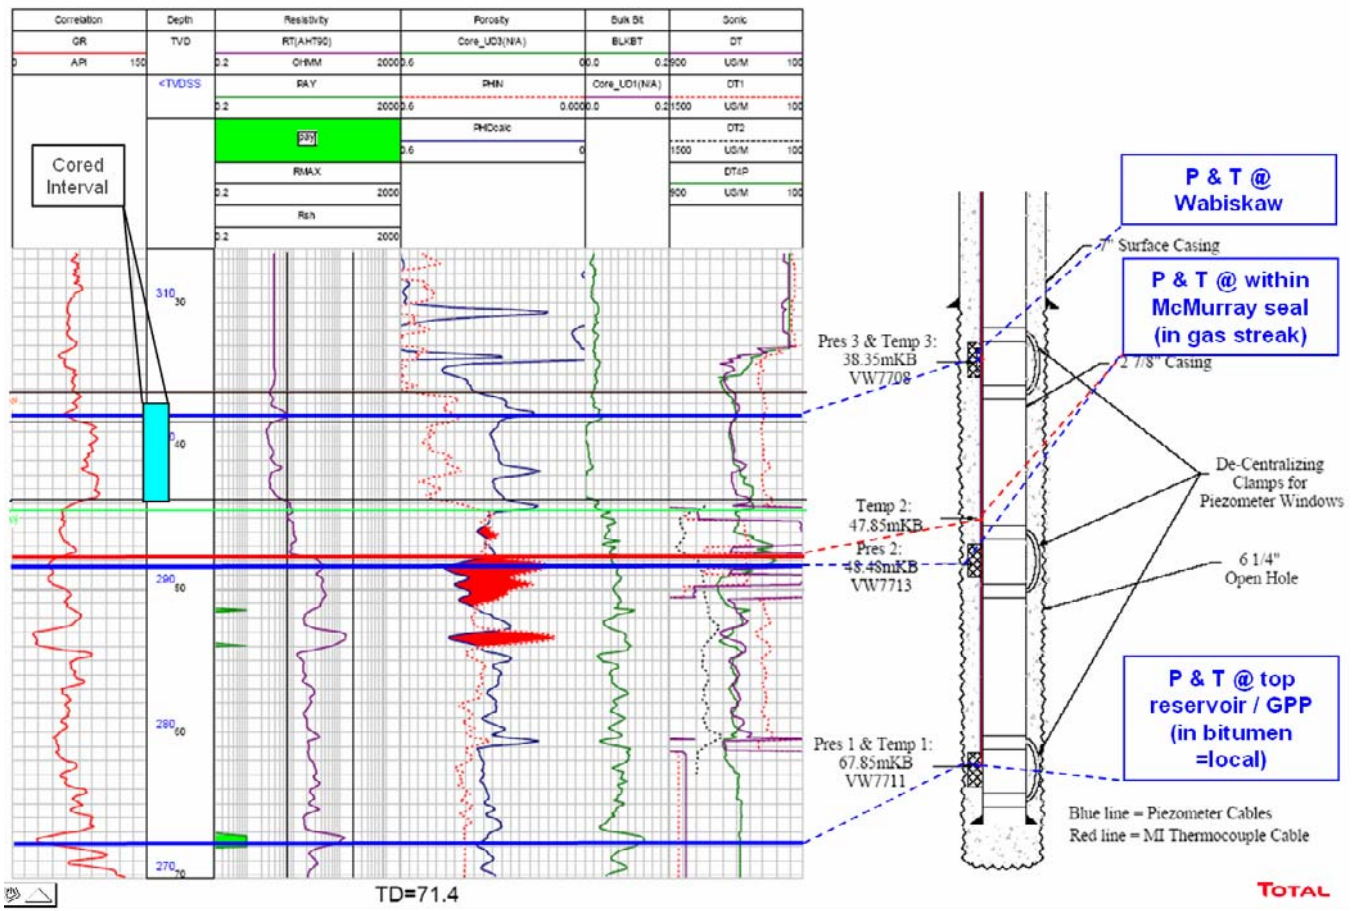 Correlation Depth Resistivity Porosity Bulk Bit Sonic
GR TVD RT(AHT90) Core_UD3(N/A) BLKBT DT
0 API 150 0.2 OHMM 2000 0.6 0 0.0 0.2 900 US/M 100
<TVDSS PAY PHIN Core_UD1(N/A) DT1
0.2 2000 0.6 0.000 0.0 0.2 1500 US/M 100
pay PHDcalc DT2
0.6 0 1500 US/M 100
RMAX DT4P
0.2 2000 900 US/M 100
Rsh
0.2 2000
Cored
Interval
310
30
40
290
50
280
60
270
70
TD=71.4
P & T @
Wabiskaw
7" Surface Casing
P & T @ within
McMurray seal
(in gas streak)
2 7/8" Casing
Pres 3 & Temp 3:
38.35mKB
VW7708
De-Centralizing
Clamps for
Piezometer Windows
Temp 2:
47.85mKB
Pres 2:
48.48mKB
VW7713
6 1/4"
Open Hole
P & T @ top
reservoir / GPP
(in bitumen
=local)
Pres 1 & Temp 1:
67.85mKB
VW7711
Blue line = Piezometer Cables
Red line = MI Thermocouple Cable
TOTAL